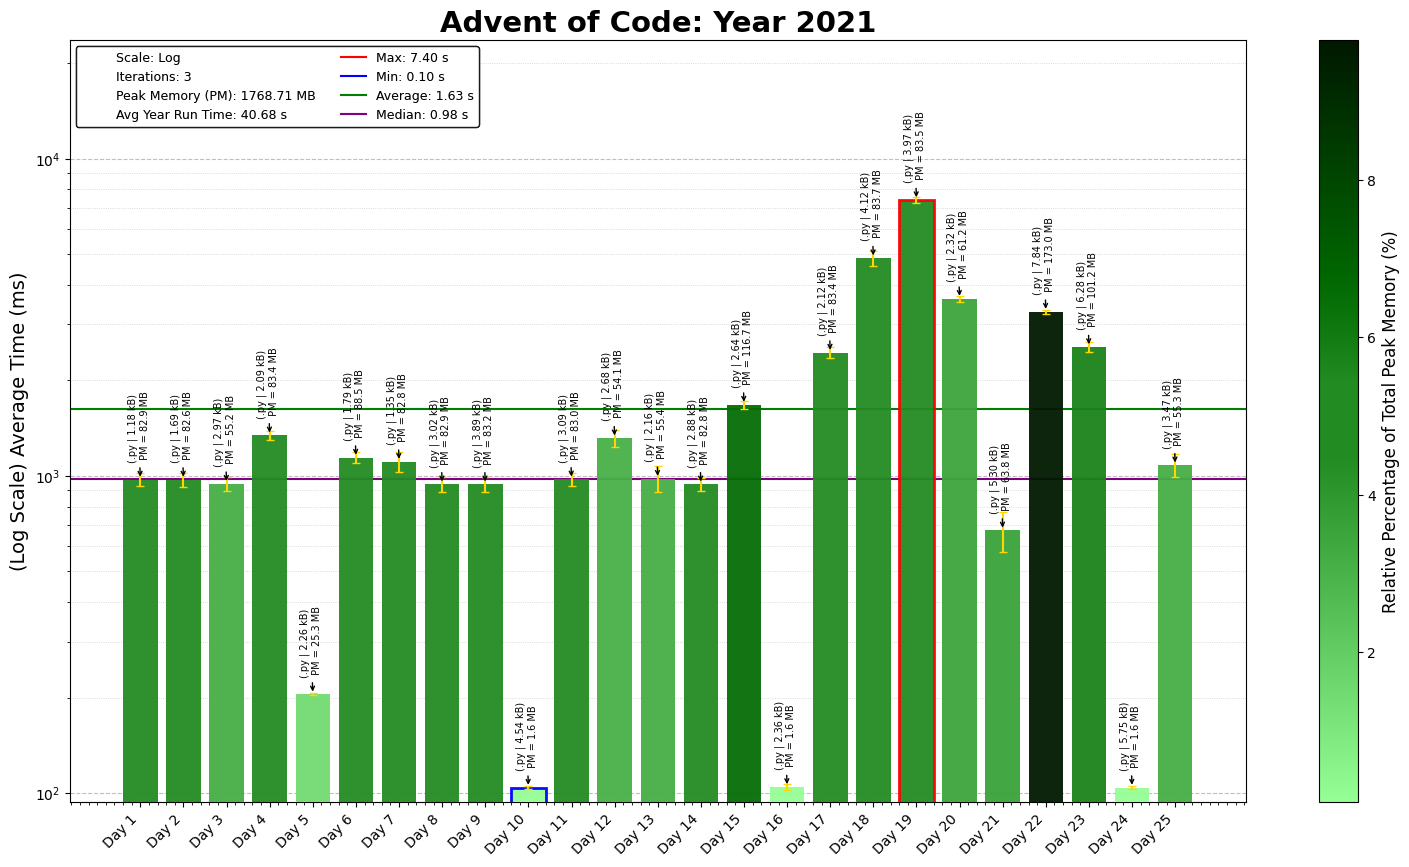 Advent of Code: Year 2021
Scale: Log
Iterations: 3
Peak Memory (PM): 1768.71 MB
Avg Year Run Time: 40.68 s
Max: 7.40 s
Min: 0.10 s
Average: 1.63 s
Median: 0.98 s
(Log Scale) Average Time (ms)
10⁴
10³
10²
(.py | 1.18 kB)
PM = 82.9 MB
(.py | 1.69 kB)
PM = 82.6 MB
(.py | 2.97 kB)
PM = 55.2 MB
(.py | 2.09 kB)
PM = 83.4 MB
(.py | 2.26 kB)
PM = 25.3 MB
(.py | 1.79 kB)
PM = 88.5 MB
(.py | 1.35 kB)
PM = 82.8 MB
(.py | 3.02 kB)
PM = 82.9 MB
(.py | 3.89 kB)
PM = 83.2 MB
(.py | 4.54 kB)
PM = 1.6 MB
(.py | 3.09 kB)
PM = 83.0 MB
(.py | 2.68 kB)
PM = 54.1 MB
(.py | 2.16 kB)
PM = 55.4 MB
(.py | 2.88 kB)
PM = 82.8 MB
(.py | 2.64 kB)
PM = 116.7 MB
(.py | 2.36 kB)
PM = 1.6 MB
(.py | 2.12 kB)
PM = 83.4 MB
(.py | 4.12 kB)
PM = 83.7 MB
(.py | 3.97 kB)
PM = 83.5 MB
(.py | 2.32 kB)
PM = 61.2 MB
(.py | 5.30 kB)
PM = 63.8 MB
(.py | 7.84 kB)
PM = 173.0 MB
(.py | 6.28 kB)
PM = 101.2 MB
(.py | 5.75 kB)
PM = 1.6 MB
(.py | 3.47 kB)
PM = 55.3 MB
Day 1
Day 2
Day 3
Day 4
Day 5
Day 6
Day 7
Day 8
Day 9
Day 10
Day 11
Day 12
Day 13
Day 14
Day 15
Day 16
Day 17
Day 18
Day 19
Day 20
Day 21
Day 22
Day 23
Day 24
Day 25
8
6
4
2
Relative Percentage of Total Peak Memory (%)